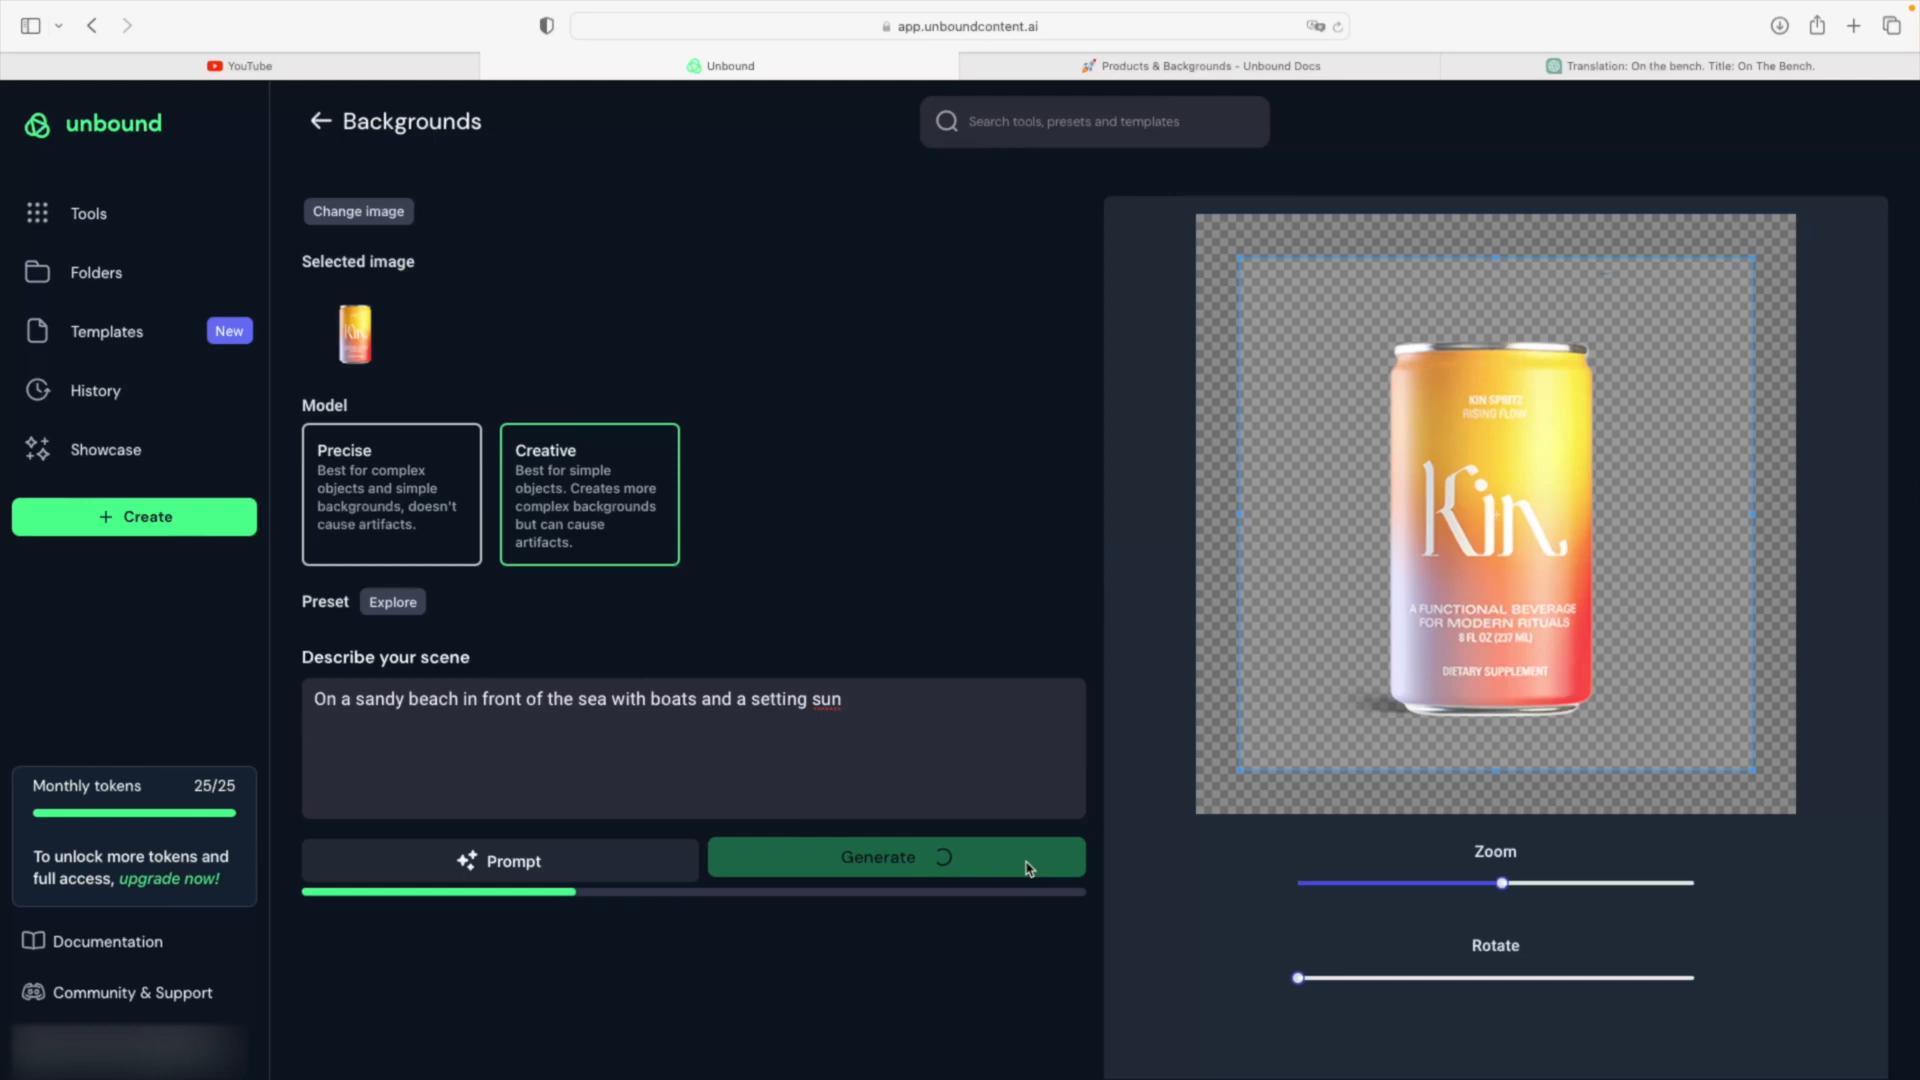 app.unboundcontent.ai
YouTube
Unbound
Products & Backgrounds - Unbound Docs
Translation: On the bench. Title: On The Bench.
unbound
Backgrounds
Search tools, presets and templates
Tools
Folders
Templates
New
History
Showcase
+ Create
Monthly tokens 25/25
To unlock more tokens and
full access, upgrade now!
Documentation
Community & Support
Change image
Selected image
Kin
Model
Precise
Best for complex
objects and simple
backgrounds, doesn't
cause artifacts.
Creative
Best for simple
objects. Creates more
complex backgrounds
but can cause
artifacts.
Preset
Explore
Describe your scene
On a sandy beach in front of the sea with boats and a setting sun
Prompt
Generate
KIN SPRITZ
RISING FLOW
Kin
A FUNCTIONAL BEVERAGE
FOR MODERN RITUALS
8 FL OZ (237 ML)
DIETARY SUPPLEMENT
Zoom
Rotate